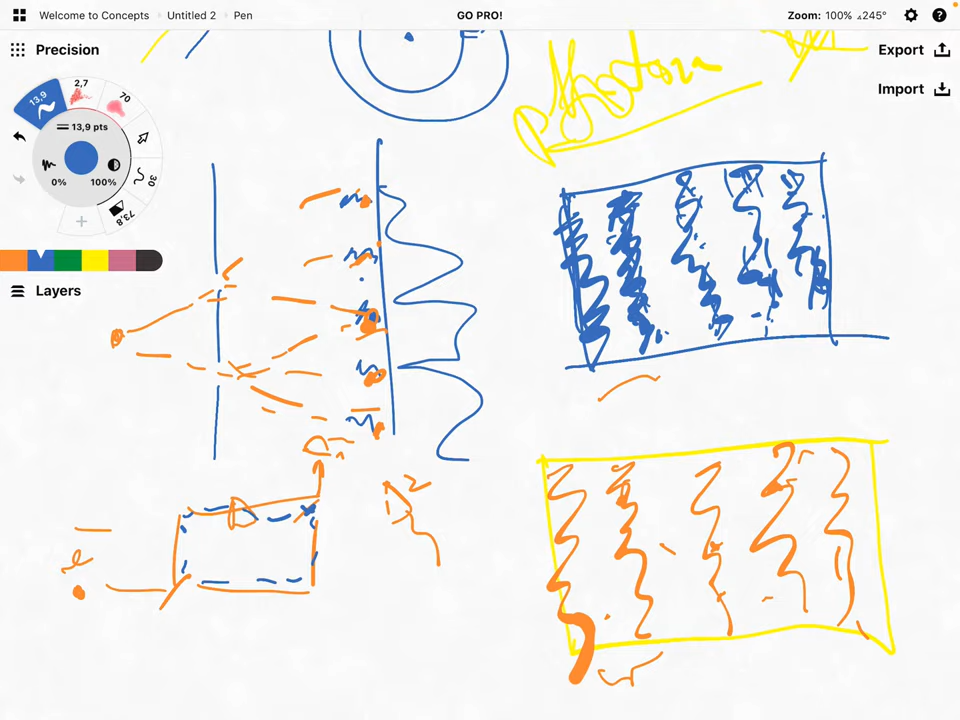 Welcome to Concepts › Untitled 2 › Pen
GO PRO!
Zoom: 100% ⊿245°
Precision
Export
Import
2,7
13,9
70
13,9 pts
0%
100%
30
73,8
Layers